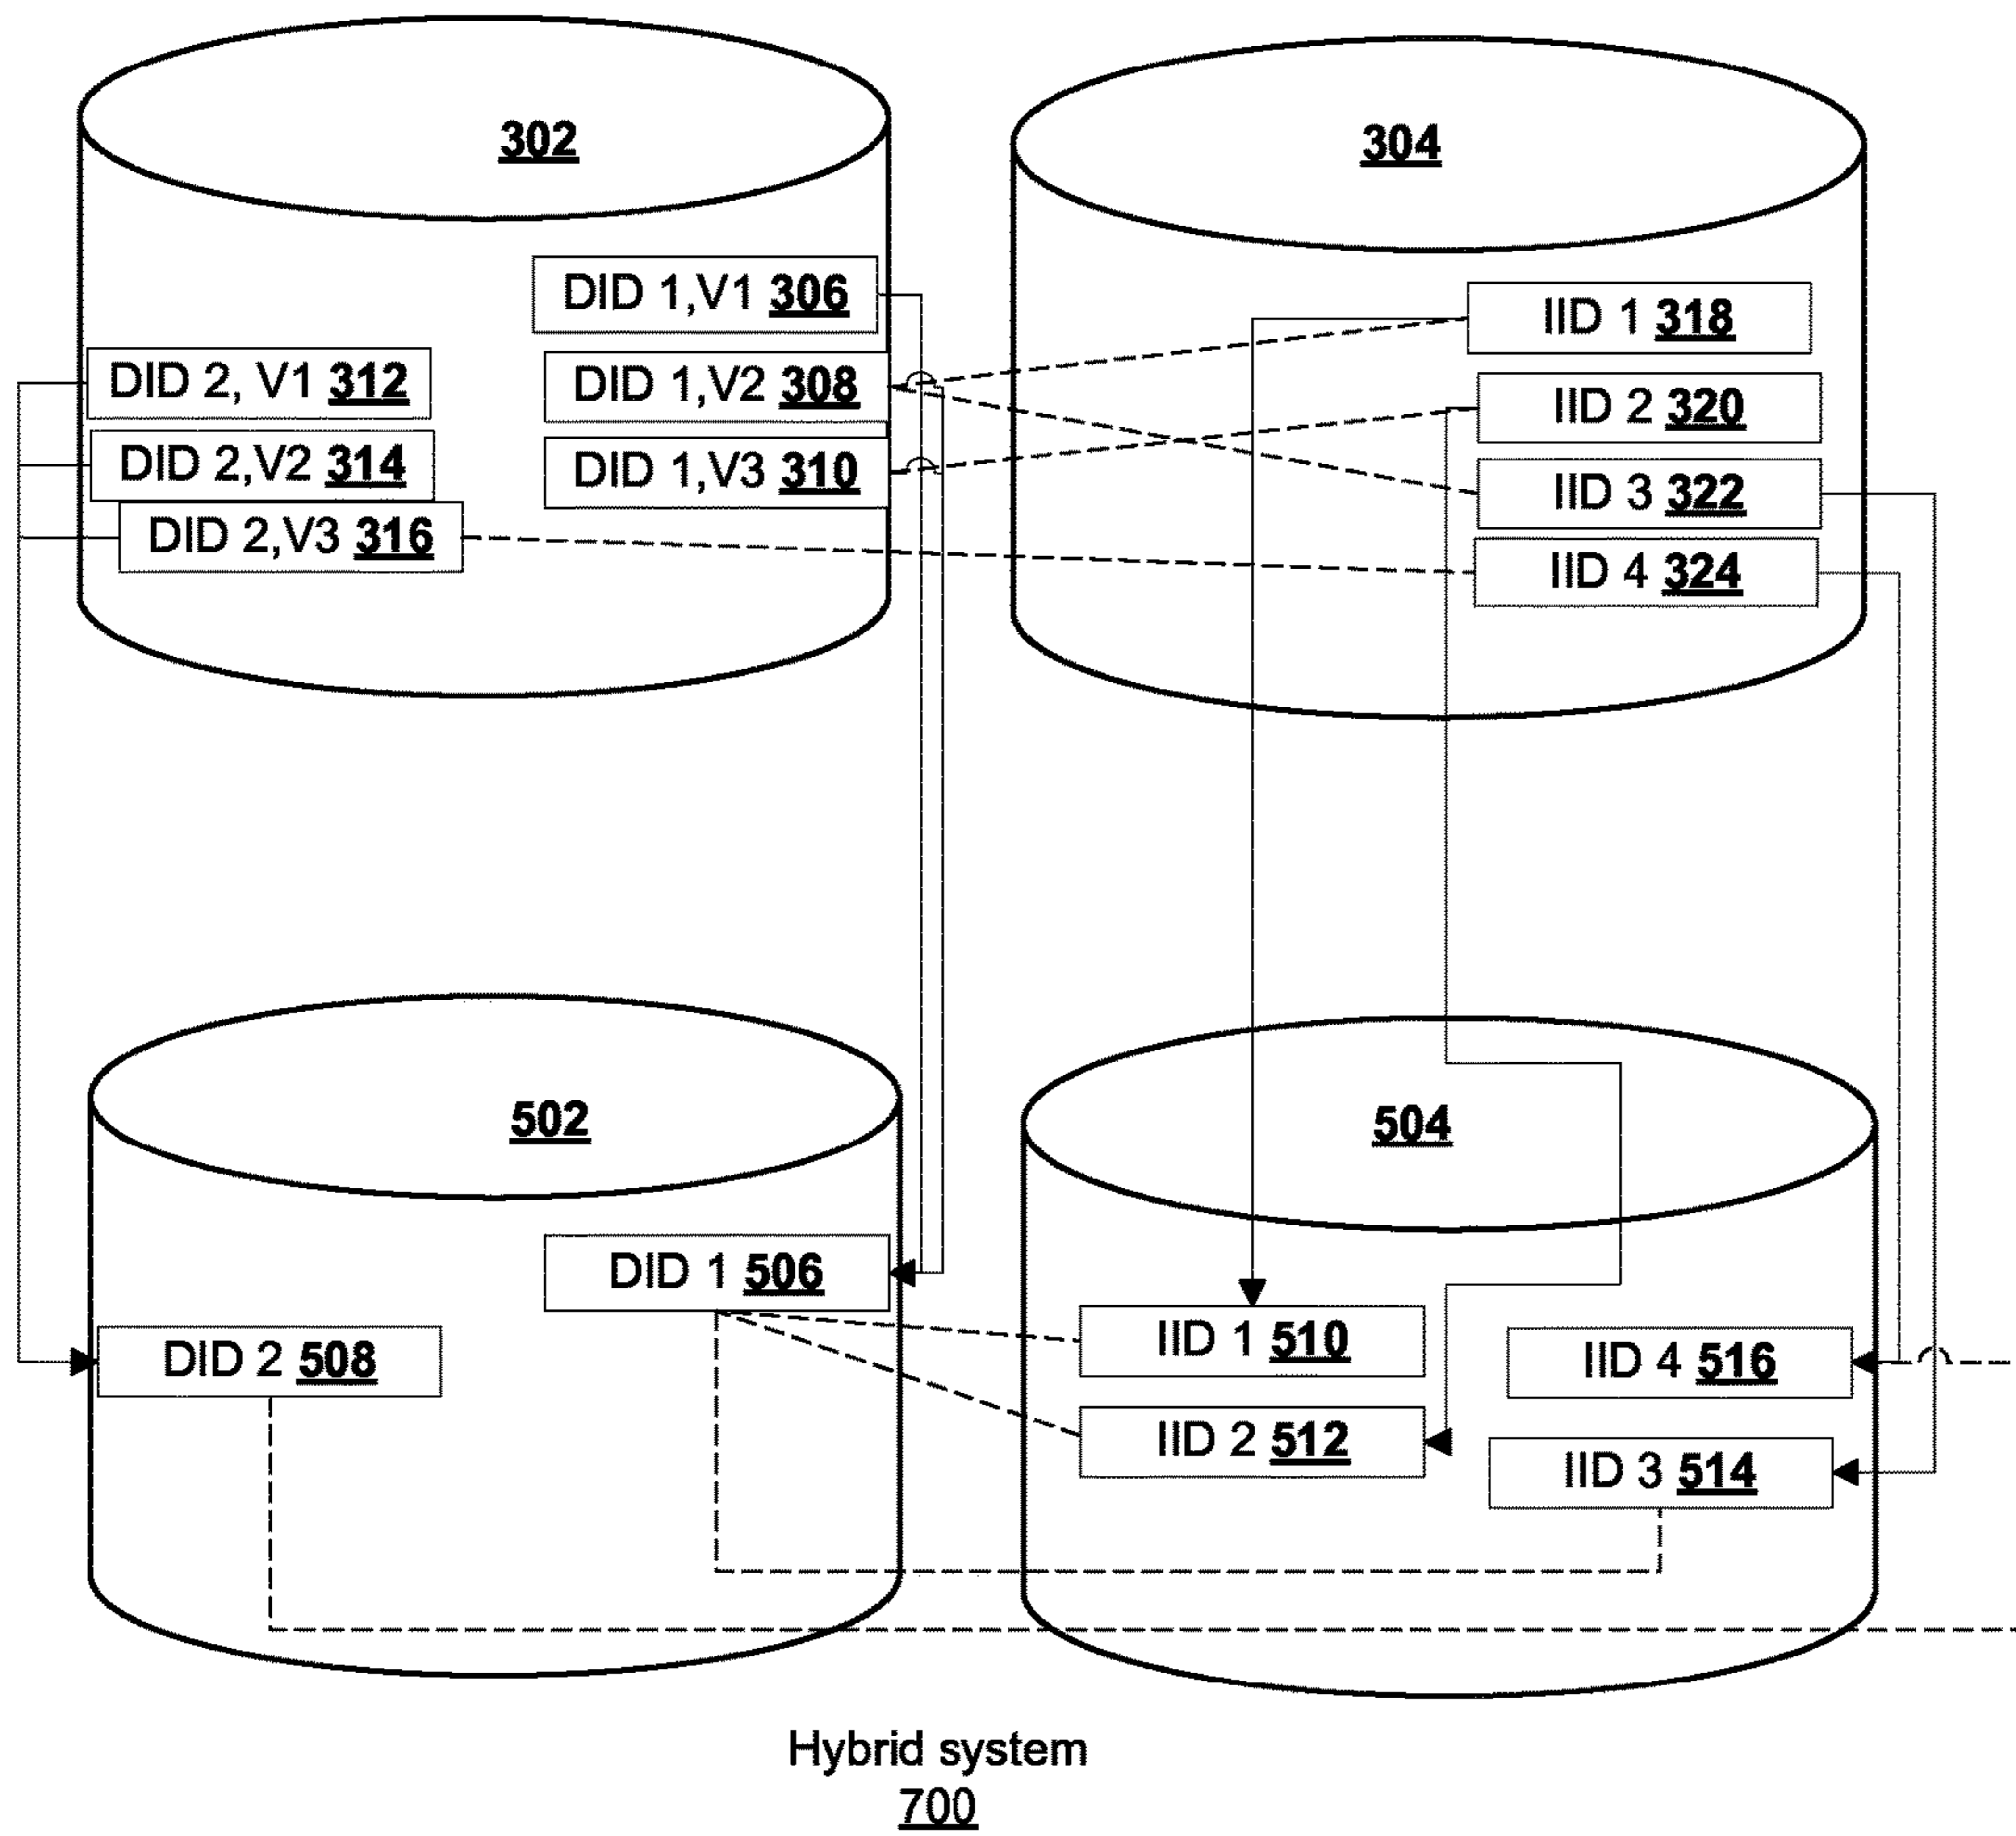 302
304
DID 1,V1 306
IID 1 318
DID 2, V1 312
DID 1,V2 308
IID 2 320
DID 2,V2 314
DID 1,V3 310
IID 3 322
DID 2,V3 316
IID 4 324
502
504
DID 1 506
IID 1 510
DID 2 508
IID 4 516
IID 2 512
IID 3 514
Hybrid system
700